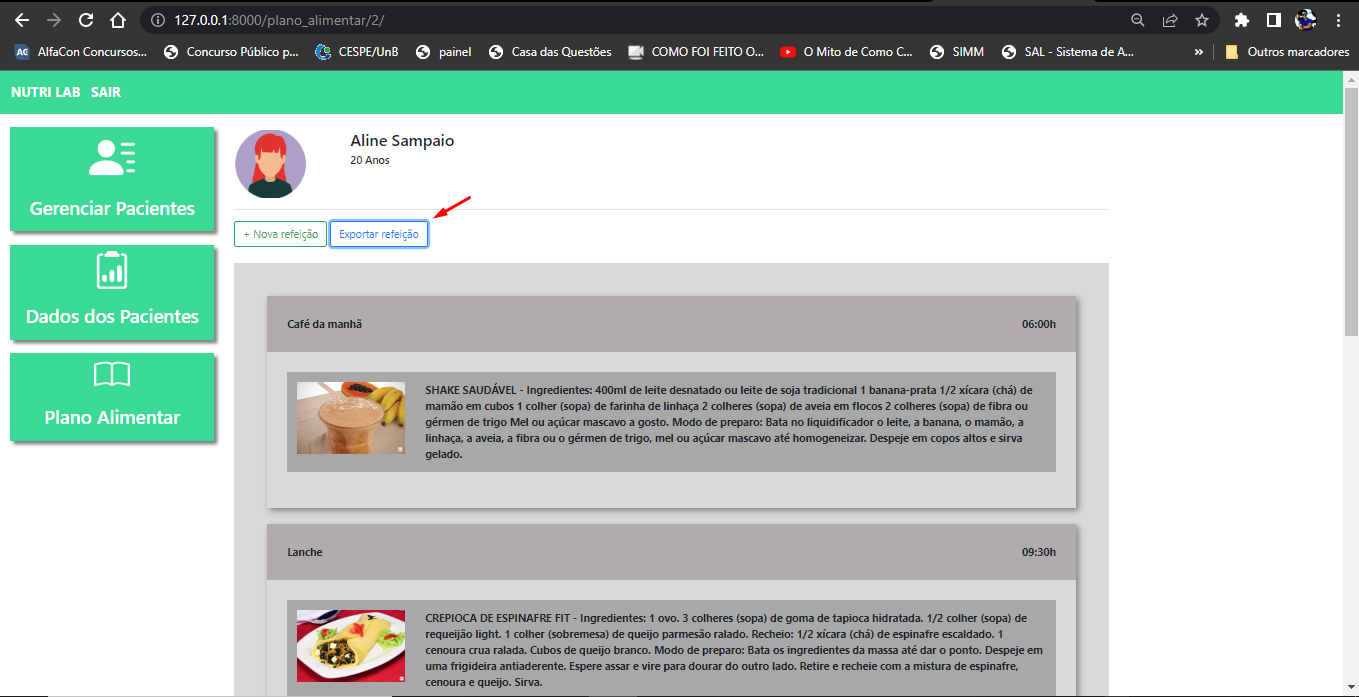 127.0.0.1:8000/plano_alimentar/2/
AlfaCon Concursos... Concurso Público p... CESPE/UnB painel Casa das Questões COMO FOI FEITO O... O Mito de Como C... SIMM SAL - Sistema de A... » Outros marcadores
NUTRI LAB SAIR
Gerenciar Pacientes
Dados dos Pacientes
Plano Alimentar
Aline Sampaio
20 Anos
+ Nova refeição Exportar refeição
Café da manhã 06:00h
SHAKE SAUDÁVEL - Ingredientes: 400ml de leite desnatado ou leite de soja tradicional 1 banana-prata 1/2 xícara (chá) de
mamão em cubos 1 colher (sopa) de farinha de linhaça 2 colheres (sopa) de aveia em flocos 2 colheres (sopa) de fibra ou
gérmen de trigo Mel ou açúcar mascavo a gosto. Modo de preparo: Bata no liquidificador o leite, a banana, o mamão, a
linhaça, a aveia, a fibra ou o gérmen de trigo, mel ou açúcar mascavo até homogeneizar. Despeje em copos altos e sirva
gelado.
Lanche 09:30h
CREPIOCA DE ESPINAFRE FIT - Ingredientes: 1 ovo. 3 colheres (sopa) de goma de tapioca hidratada. 1/2 colher (sopa) de
requeijão light. 1 colher (sobremesa) de queijo parmesão ralado. Recheio: 1/2 xícara (chá) de espinafre escaldado. 1
cenoura crua ralada. Cubos de queijo branco. Modo de preparo: Bata os ingredientes da massa até dar o ponto. Despeje em
uma frigideira antiaderente. Espere assar e vire para dourar do outro lado. Retire e recheie com a mistura de espinafre,
cenoura e queijo. Sirva.